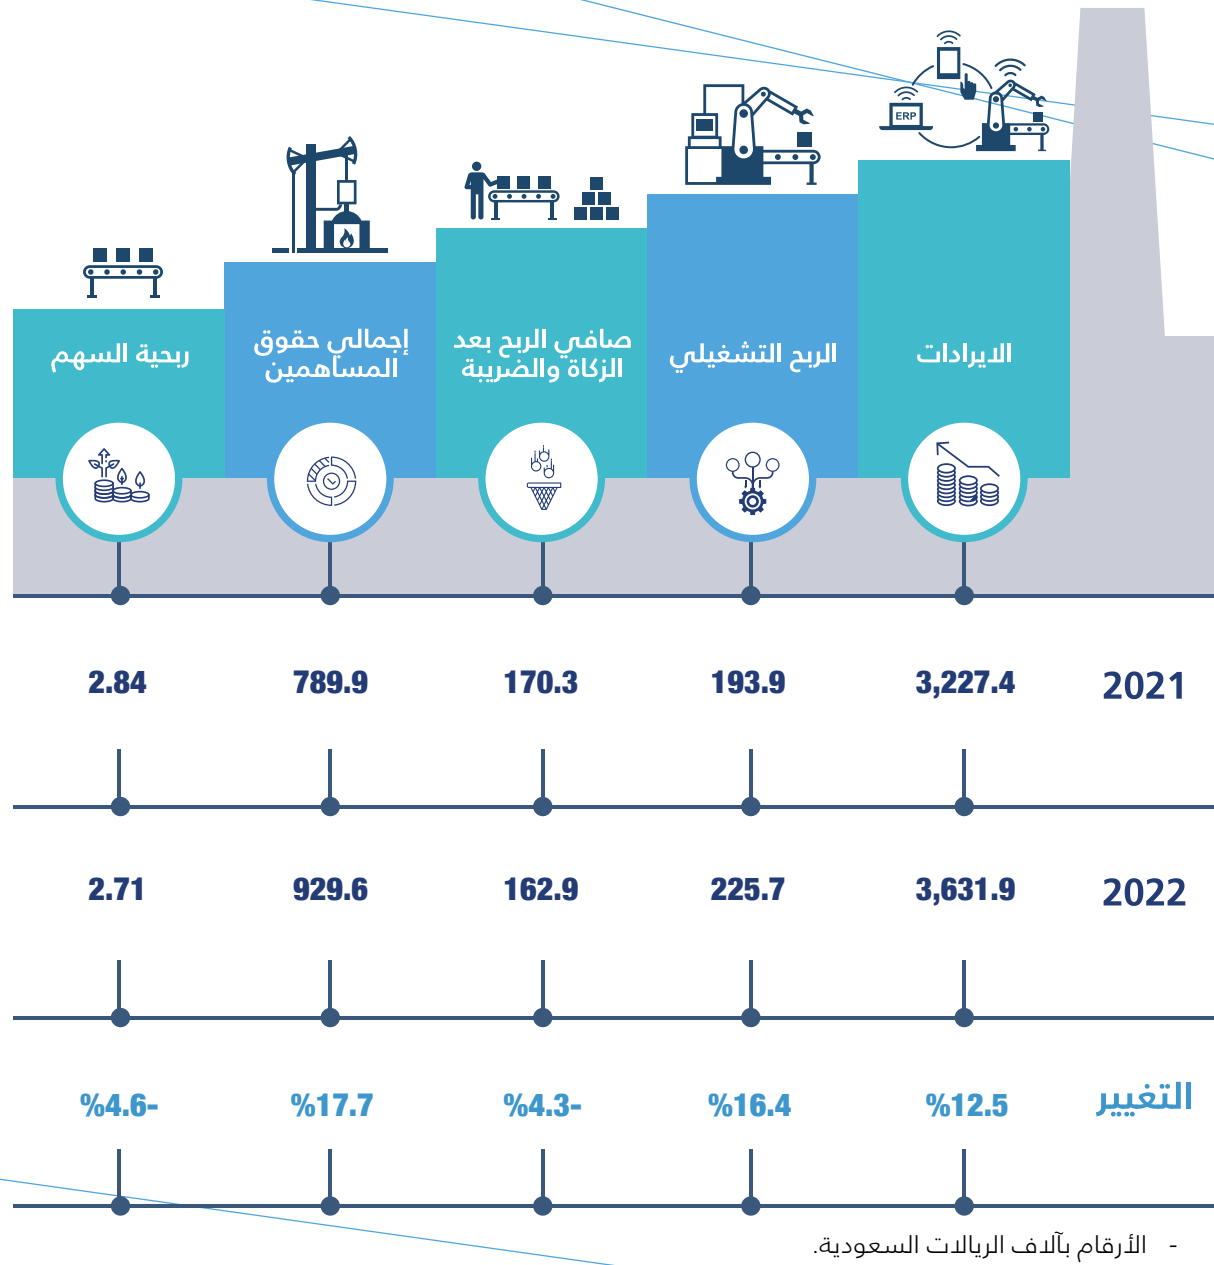 ERP
الايرادات
الربح التشغيلي
صافي الربح بعد
الزكاة والضريبة
إجمالي حقوق
المساهمين
ربحية السهم
2021 3,227.4 193.9 170.3 789.9 2.84
2022 3,631.9 225.7 162.9 929.6 2.71
التغيير %12.5 %16.4 %4.3- %17.7 %4.6-
- الأرقام بآلاف الريالات السعودية.